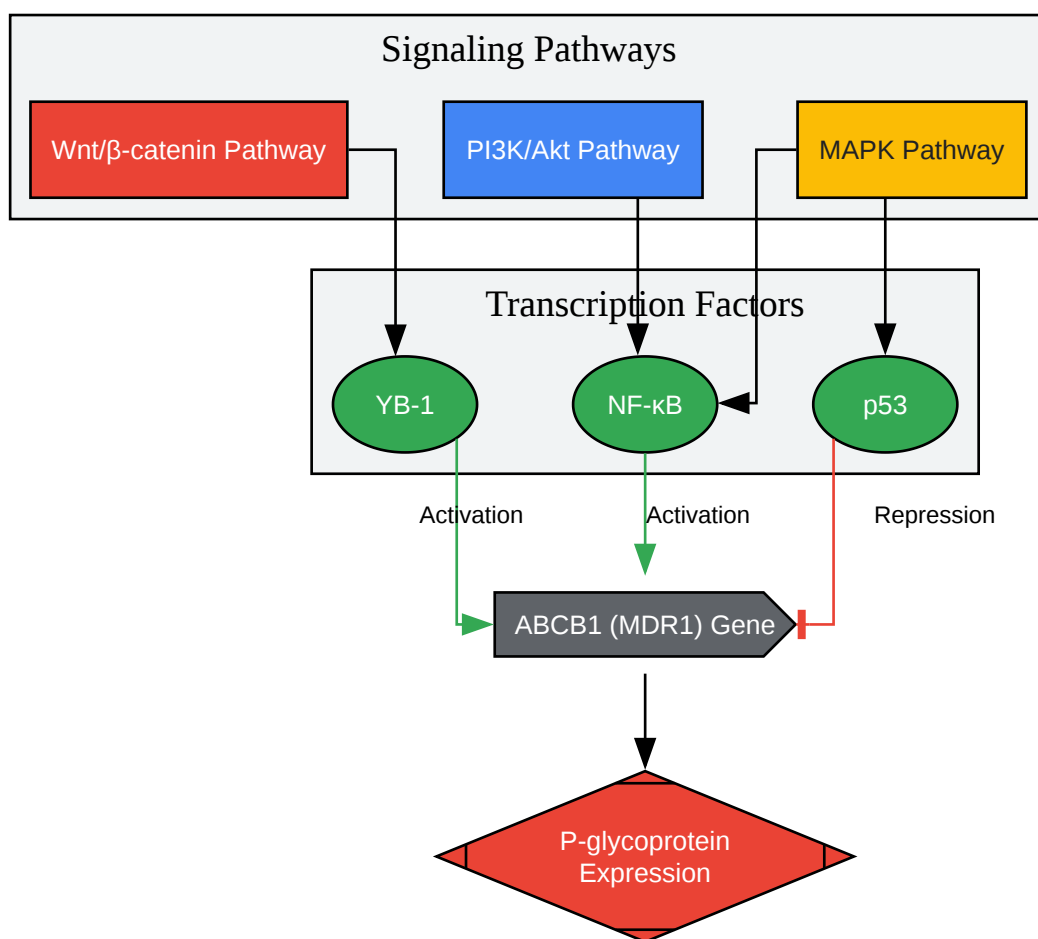 Signaling Pathways
Wnt/β-catenin Pathway
PI3K/Akt Pathway
MAPK Pathway
Transcription Factors
YB-1
NF-κB
p53
Activation
Activation
Repression
ABCB1 (MDR1) Gene
P-glycoprotein
Expression